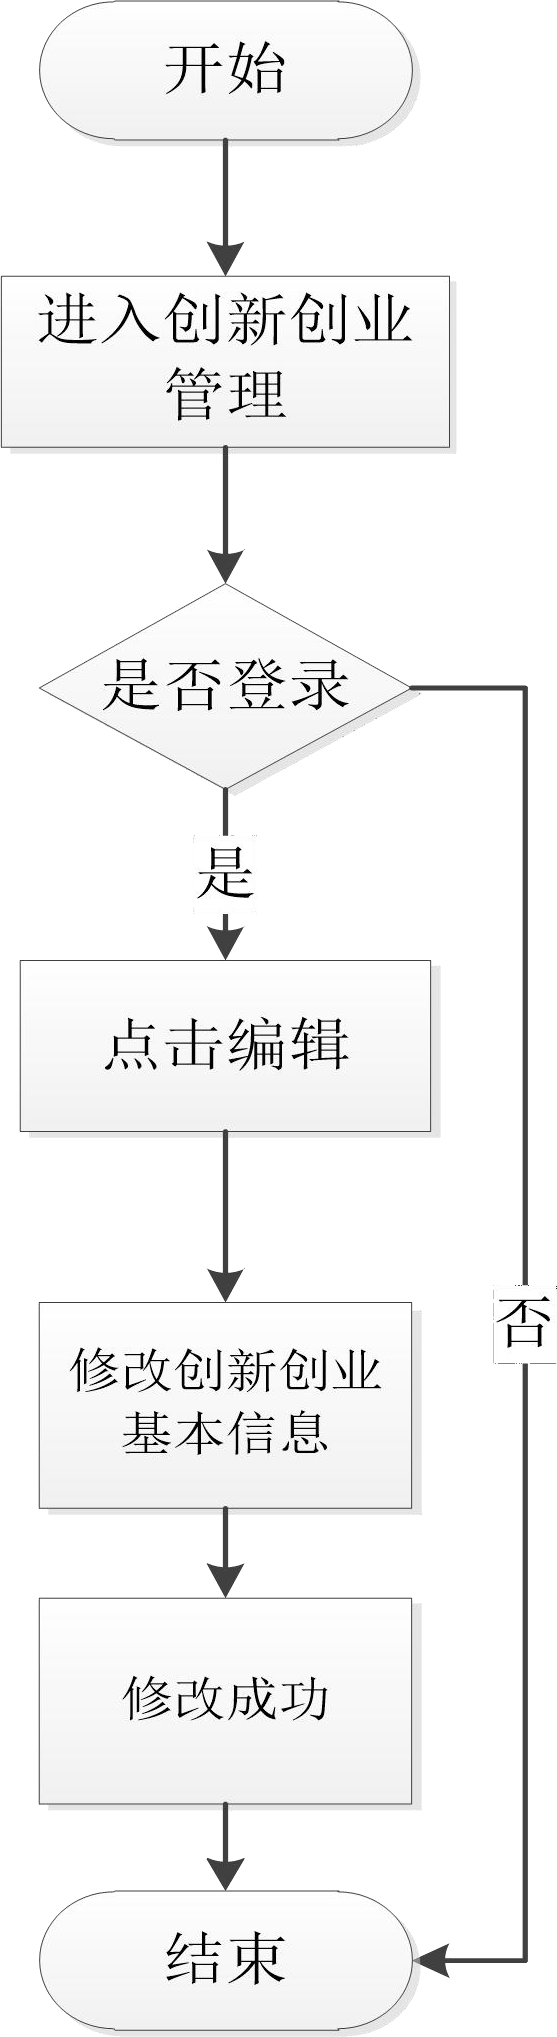 开始
进入创新创业
管理
是否登录
是
点击编辑
否
修改创新创业
基本信息
修改成功
结束